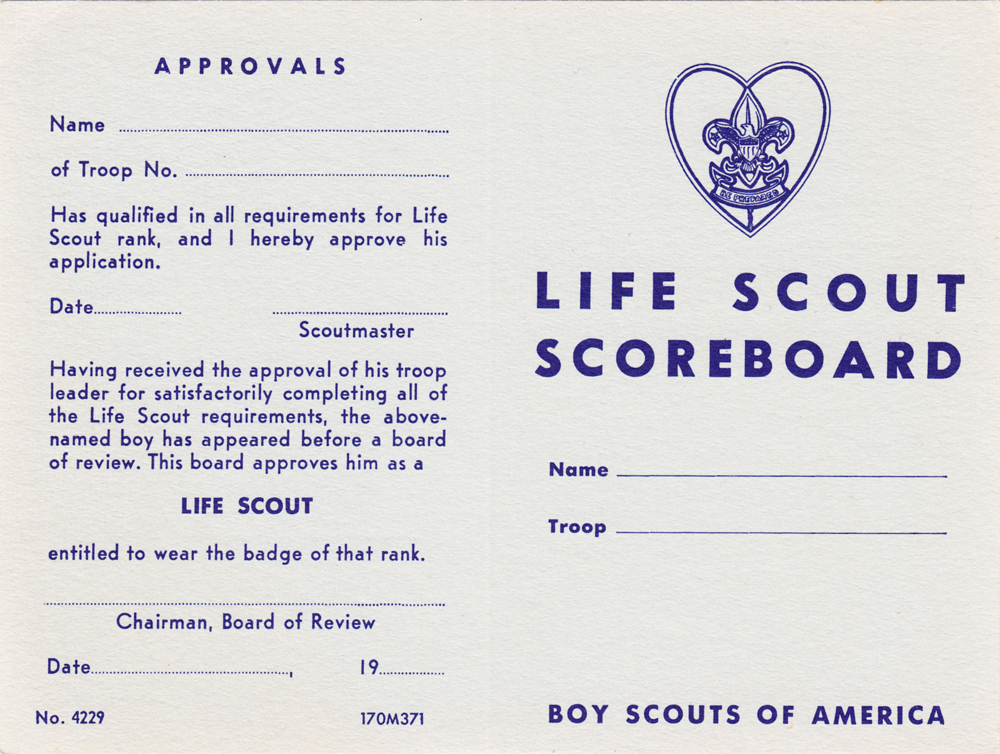 APPROVALS
Name
of Troop No.
Has qualified in all requirements for Life
Scout rank, and I hereby approve his
application.
Date
Scoutmaster
Having received the approval of his troop
leader for satisfactorily completing all of
the Life Scout requirements, the above-
named boy has appeared before a board
of review. This board approves him as a
LIFE SCOUT
entitled to wear the badge of that rank.
Chairman, Board of Review
Date, 19
No. 4229 170M371
BE PREPARED
LIFE SCOUT
SCOREBOARD
Name
Troop
BOY SCOUTS OF AMERICA